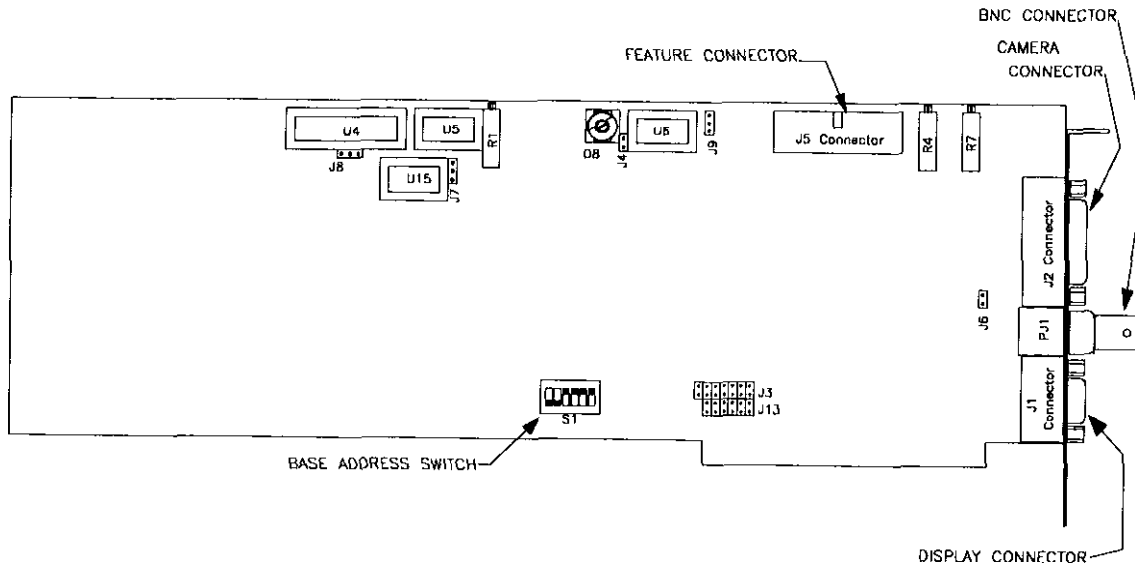 BNC CONNECTOR
CAMERA
CONNECTOR
FEATURE CONNECTOR
U4
U5
R1
O8
J4
U6
J9
J5 Connector
R4
R7
J8
U15
J7
J2 Connector
J6
PJ1
J3
J13
J1
Connector
S1
BASE ADDRESS SWITCH
DISPLAY CONNECTOR